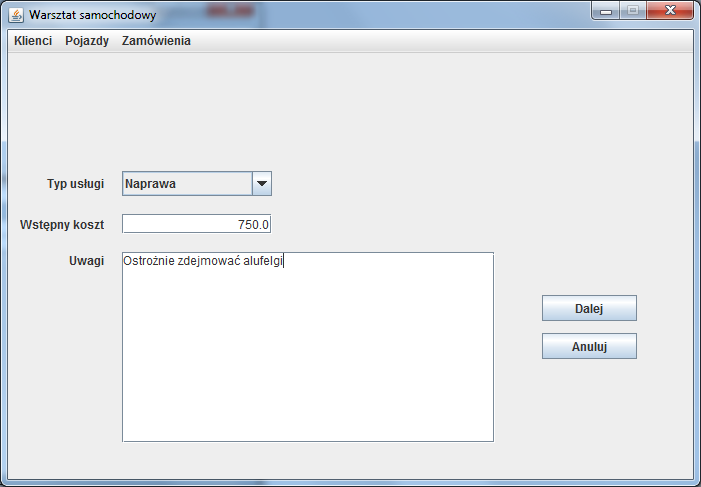 Warsztat samochodowy
Klienci Pojazdy Zamówienia
Typ usługi Naprawa
Wstępny koszt 750.0
Uwagi Ostrożnie zdejmować alufelgi
Dalej
Anuluj